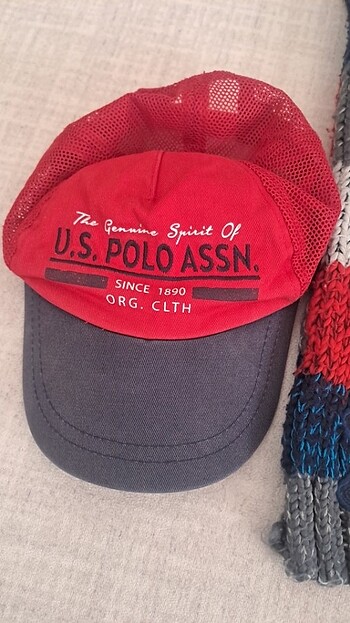 The Genuine Spirit Of
U.S. POLO ASSN.
SINCE 1890
ORG. CLTH